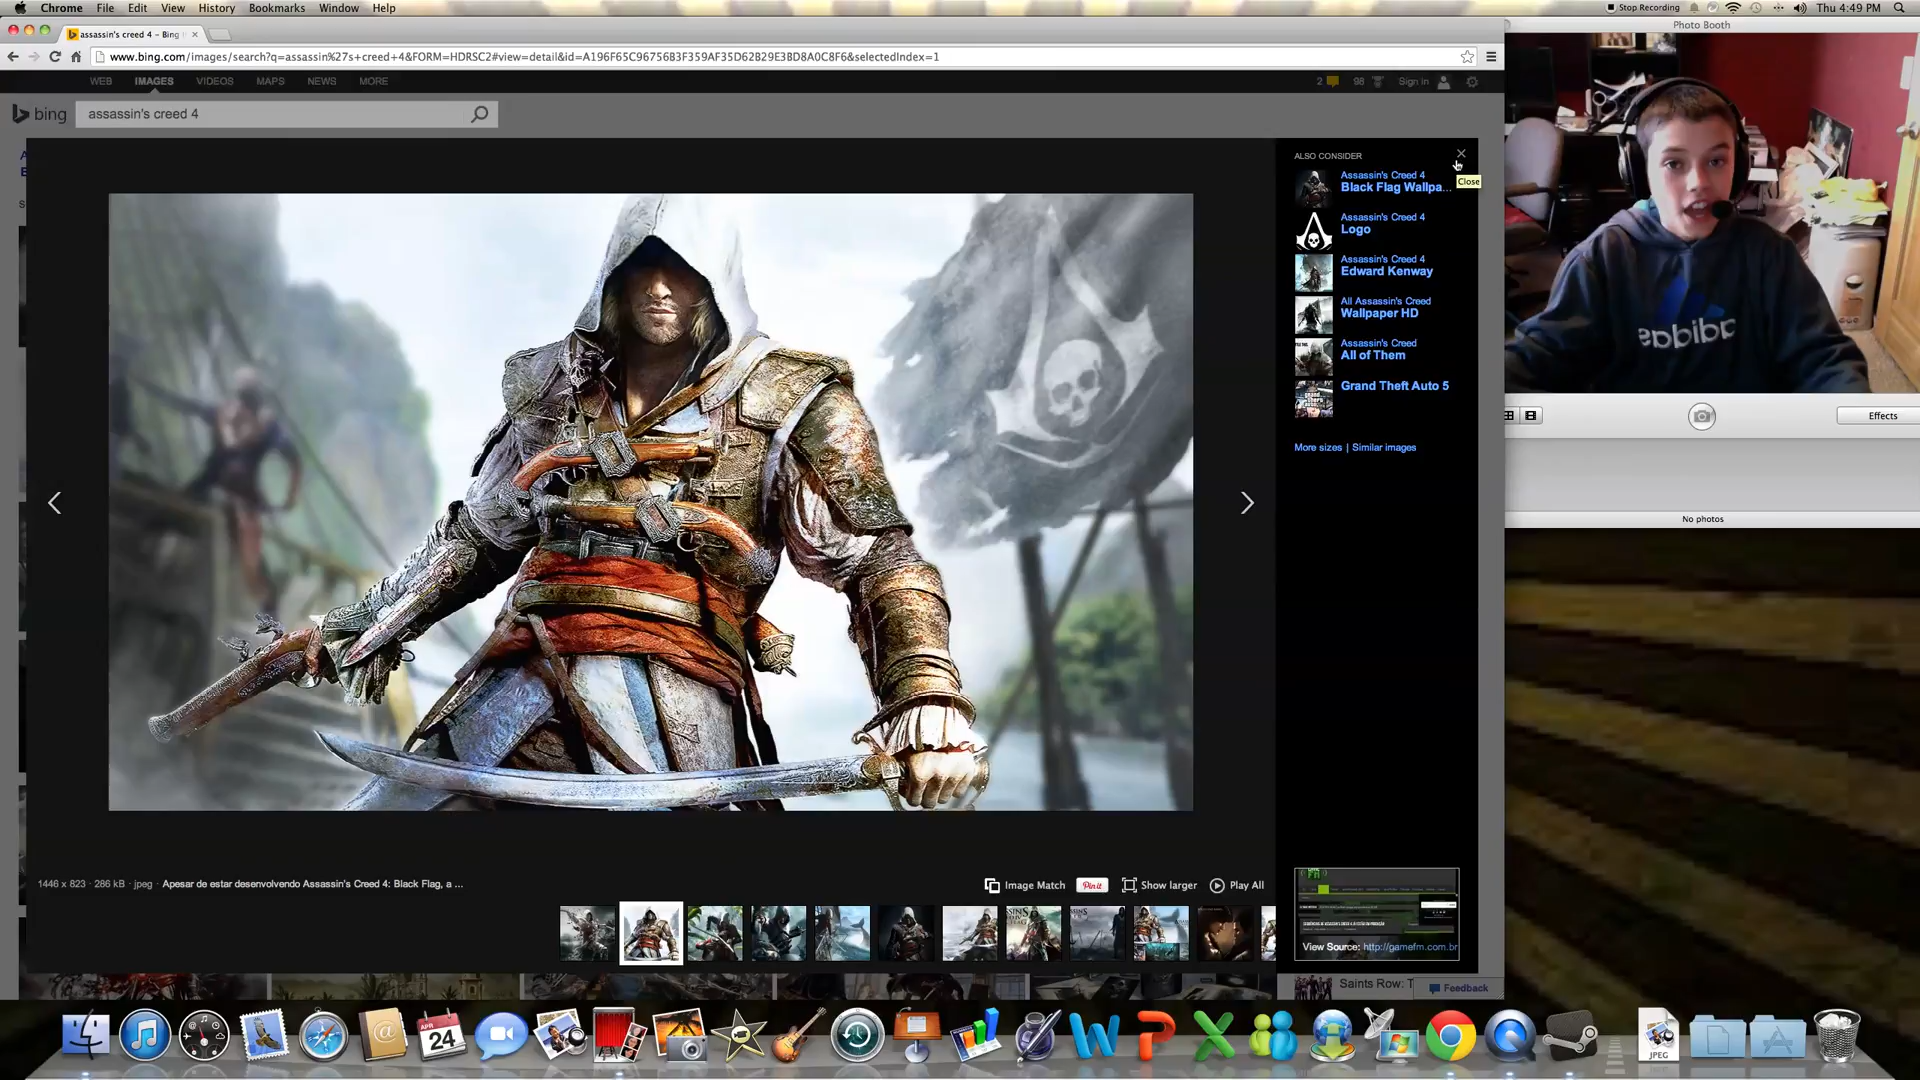 Chrome File Edit View History Bookmarks Window Help
Stop Recording Thu 4:49 PM
assassin's creed 4 - Bing
Photo Booth
www.bing.com/images/search?q=assassin%27s+creed+4&FORM=HDRSC2#view=detail&id=A196F65C96756B3F359AF35D62B29E3BD8A0C8F6&selectedIndex=1
WEB IMAGES VIDEOS MAPS NEWS MORE
2 98 Sign in
bing assassin's creed 4
ALSO CONSIDER
Close
Assassin's Creed 4
Black Flag Wallpa...
Assassin's Creed 4
Logo
Assassin's Creed 4
Edward Kenway
All Assassin's Creed
Wallpaper HD
Assassin's Creed
All of Them
Grand Theft Auto 5
More sizes | Similar images
adidas
Effects
No photos
1446 x 823 · 286 kB · jpeg · Apesar de estar desenvolvendo Assassin's Creed 4: Black Flag, a ...
Image Match Pin it Show larger Play All
View Source: http://gamefm.com.br
Saints Row: T
Feedback
APR
24
JPEG